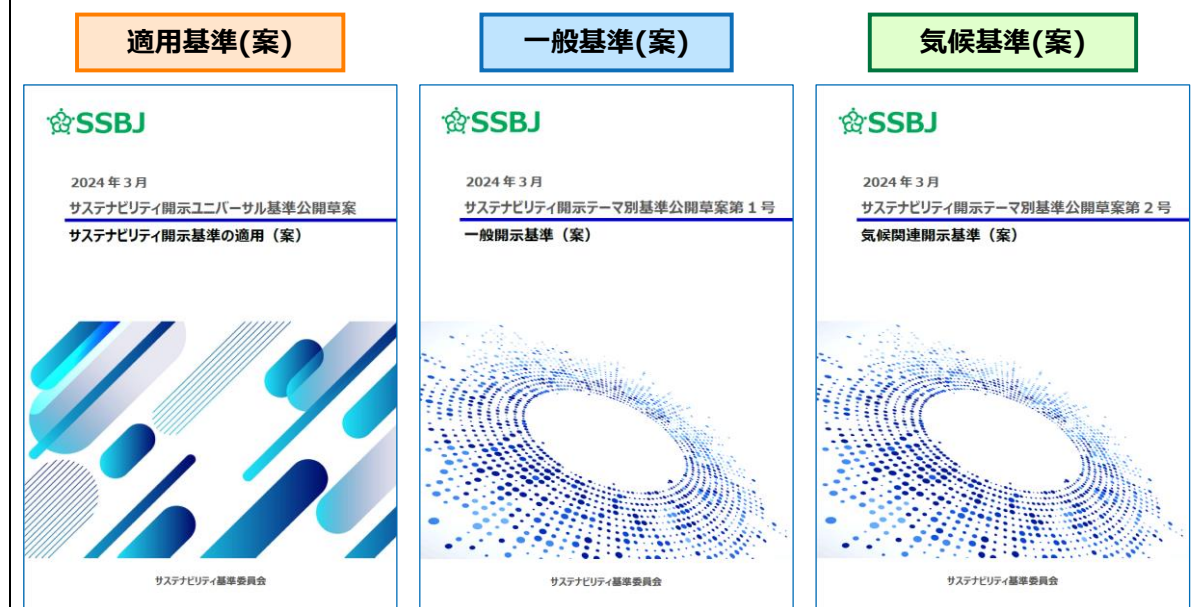 適用基準(案)
SSBJ
2024年3月
サステナビリティ開示ユニバーサル基準公開草案
サステナビリティ開示基準の適用（案）
サステナビリティ基準委員会
一般基準(案)
SSBJ
2024年3月
サステナビリティ開示テーマ別基準公開草案第1号
一般開示基準（案）
サステナビリティ基準委員会
気候基準(案)
SSBJ
2024年3月
サステナビリティ開示テーマ別基準公開草案第2号
気候関連開示基準（案）
サステナビリティ基準委員会